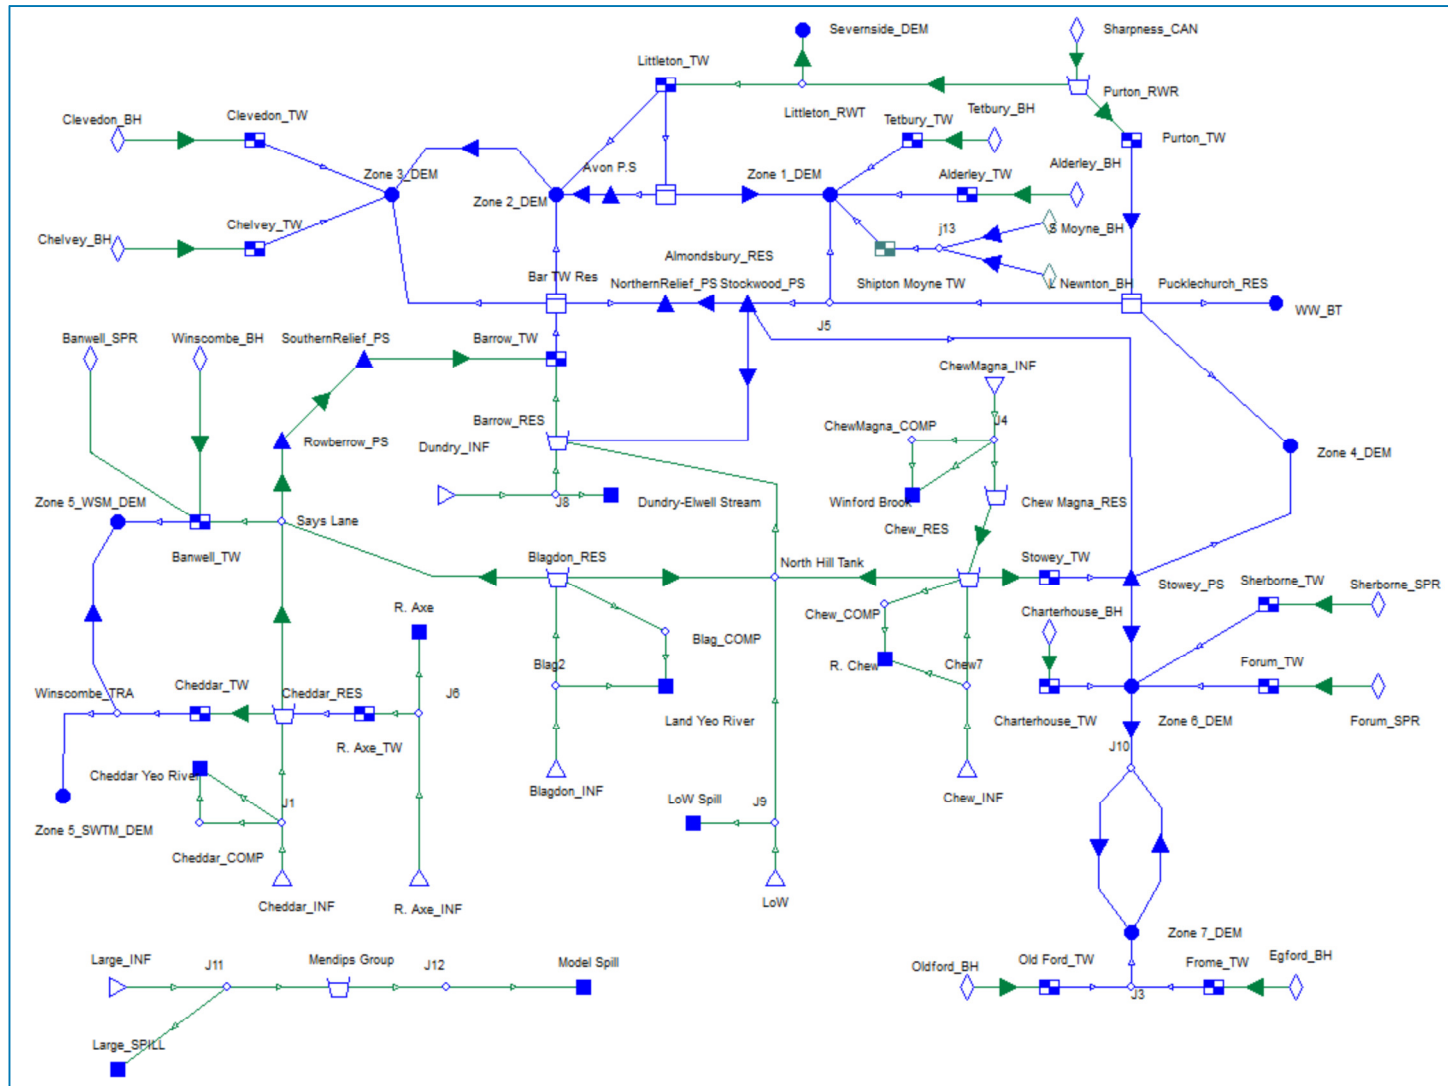 Severnside_DEM
Sharpness_CAN
Littleton_TW
Purton_RWR
Clevedon_BH
Clevedon_TW
Littleton_RWT
Tetbury_BH
Tetbury_TW
Purton_TW
Zone 3_DEM
Avon P.S
Zone 1_DEM
Alderley_BH
Alderley_TW
Zone 2_DEM
Chelvey_TW
Chelvey_BH
j13
S Moyne_BH
Almondsbury_RES
Bar TW Res
NorthernRelief_PS
Stockwood_PS
Shipton Moyne TW
L Newnton_BH
Pucklechurch_RES
WW_BT
J5
Banwell_SPR
Winscombe_BH
SouthernRelief_PS
Barrow_TW
ChewMagna_INF
Barrow_RES
Rowberrow_PS
Dundry_INF
ChewMagna_COMP
J4
Zone 4_DEM
Zone 5_WSM_DEM
J8
Dundry-Elwell Stream
Winford Brook
Chew Magna_RES
Says Lane
Chew_RES
Banwell_TW
Blagdon_RES
North Hill Tank
Stowey_TW
Stowey_PS
Sherborne_TW
Sherborne_SPR
R. Axe
Chew_COMP
Charterhouse_BH
Blag_COMP
Blag2
R. Chew
Chew7
Forum_TW
Winscombe_TRA
Cheddar_TW
Cheddar_RES
J6
Land Yeo River
Charterhouse_TW
Zone 6_DEM
Forum_SPR
R. Axe_TW
J10
Cheddar Yeo River
Blagdon_INF
Chew_INF
J1
LoW Spill
J9
Zone 5_SWTM_DEM
Cheddar_COMP
Cheddar_INF
R. Axe_INF
LoW
Zone 7_DEM
Large_INF
J11
Mendips Group
J12
Model Spill
Oldford_BH
Old Ford_TW
Frome_TW
Egford_BH
J3
Large_SPILL